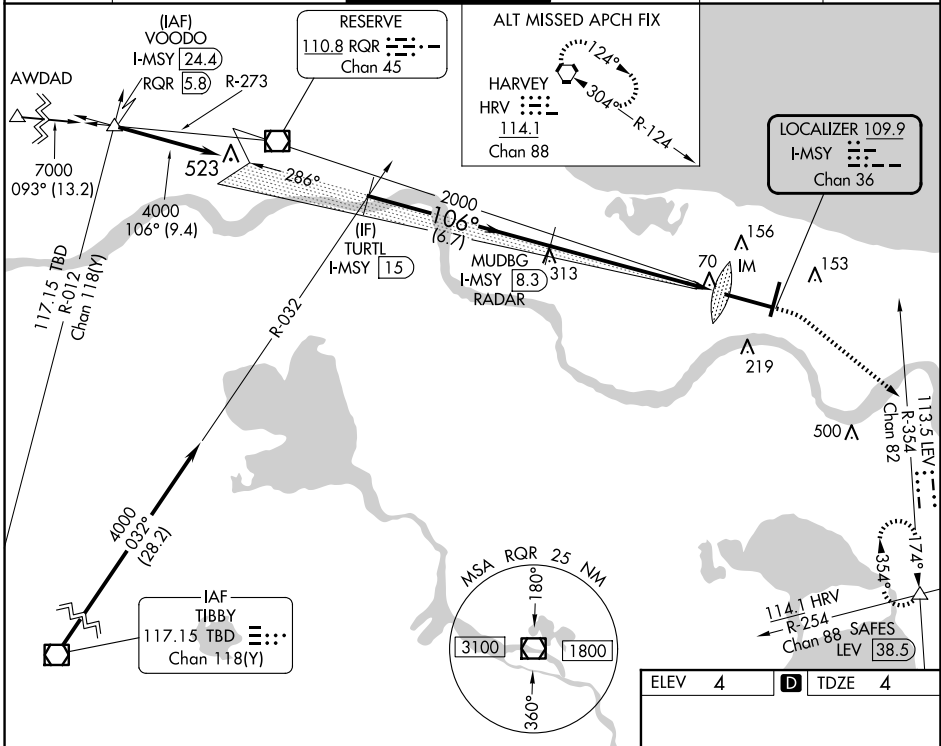 (IAF)
VOODO
I-MSY 24.4
RQR 5.8
R-273
AWDAD
7000
093° (13.2)
4000
106° (9.4)
523
RESERVE
110.8 RQR
Chan 45
ALT MISSED APCH FIX
HARVEY
HRV
114.1
Chan 88
124°
304°
R-124
LOCALIZER 109.9
I-MSY
Chan 36
286°
2000
106°
(6.7)
(IF)
TURTL
I-MSY 15
MUDBG
I-MSY 8.3
RADAR
313
70
IM
156
153
219
500
117.15 TBD
R-012
Chan 118(Y)
R-032
4000
032°
(28.2)
IAF
TIBBY
117.15 TBD
Chan 118(Y)
MSA RQR 25 NM
180°
3100
1800
360°
113.5 LEV
R-354
Chan 82
354°
174°
114.1 HRV
R-254
Chan 88
SAFES
LEV 38.5
ELEV 4
D
TDZE 4